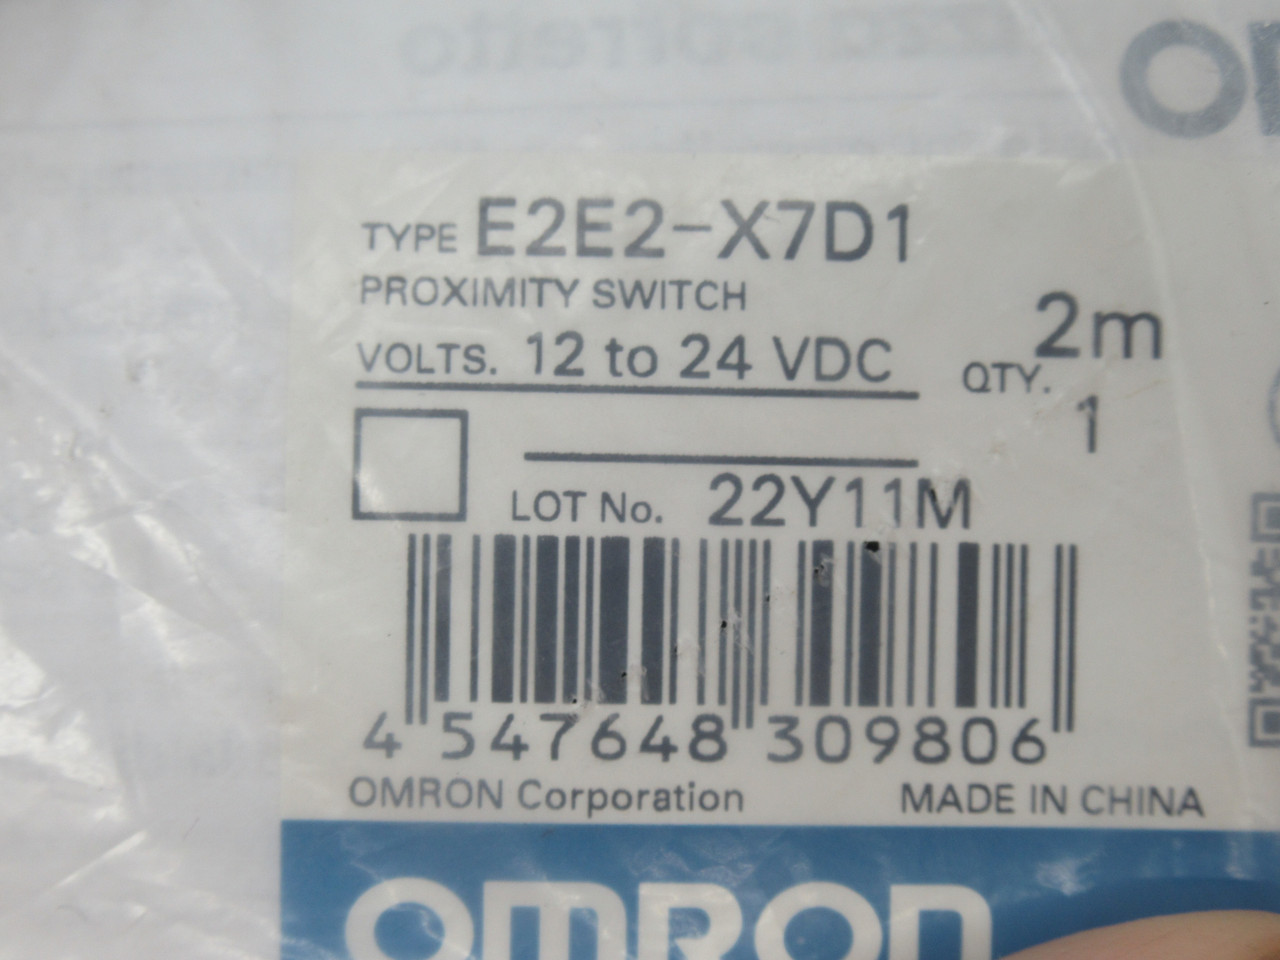 TYPE E2E2-X7D1
PROXIMITY SWITCH
VOLTS. 12 to 24 VDC
2m
QTY.
1
LOT No. 22Y11M
4 547648 309806
OMRON Corporation MADE IN CHINA
OMRON